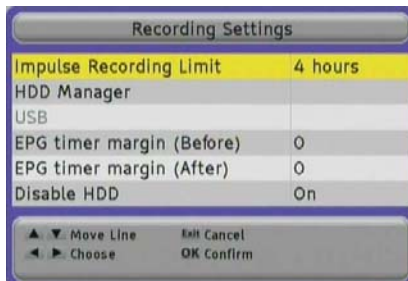 Recording Settings
Impulse Recording Limit 4 hours
HDD Manager
USB
EPG timer margin (Before) 0
EPG timer margin (After) 0
Disable HDD On
▲ ▼ Move Line Exit Cancel
◄ ► Choose OK Confirm